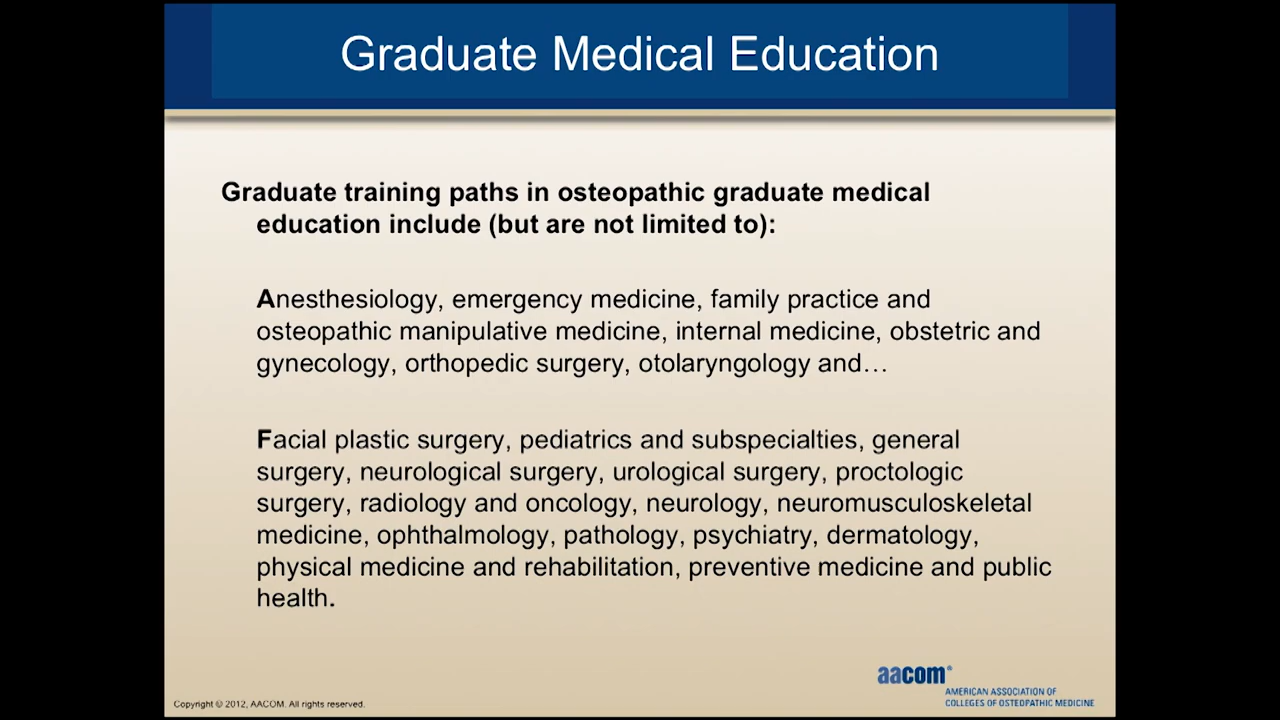 Graduate Medical Education
Graduate training paths in osteopathic graduate medical
education include (but are not limited to):
Anesthesiology, emergency medicine, family practice and
osteopathic manipulative medicine, internal medicine, obstetric and
gynecology, orthopedic surgery, otolaryngology and…
Facial plastic surgery, pediatrics and subspecialties, general
surgery, neurological surgery, urological surgery, proctologic
surgery, radiology and oncology, neurology, neuromusculoskeletal
medicine, ophthalmology, pathology, psychiatry, dermatology,
physical medicine and rehabilitation, preventive medicine and public
health.
aacom®
AMERICAN ASSOCIATION OF
COLLEGES OF OSTEOPATHIC MEDICINE
Copyright © 2012, AACOM. All rights reserved.